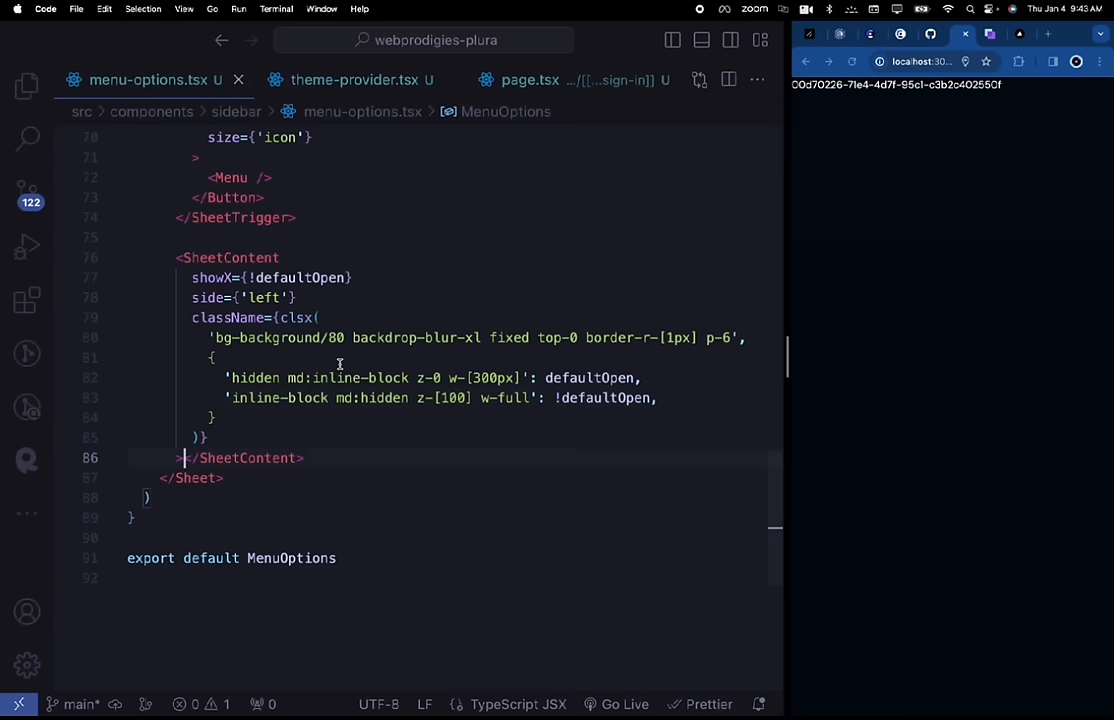 Code File Edit Selection View Go Run Terminal Window Help zoom Thu Jan 4 9:43 AM
webprodigies-plura
localhost:30...
menu-options.tsx U theme-provider.tsx U page.tsx .../[[...sign-in]] U
00d70226-71e4-4d7f-95c1-c3b2c402550f
src > components > sidebar > menu-options.tsx > MenuOptions
70 size={'icon'}
71 >
72 <Menu />
73 </Button>
74 </SheetTrigger>
75
76 <SheetContent
77 showX={!defaultOpen}
78 side={'left'}
79 className={clsx(
80 'bg-background/80 backdrop-blur-xl fixed top-0 border-r-[1px] p-6',
81 {
82 'hidden md:inline-block z-0 w-[300px]': defaultOpen,
83 'inline-block md:hidden z-[100] w-full': !defaultOpen,
84 }
85 )}
86 ></SheetContent>
87 </Sheet>
88 )
89 }
90
91 export default MenuOptions
92
122
main* 0 1 0 UTF-8 LF {} TypeScript JSX Go Live Prettier